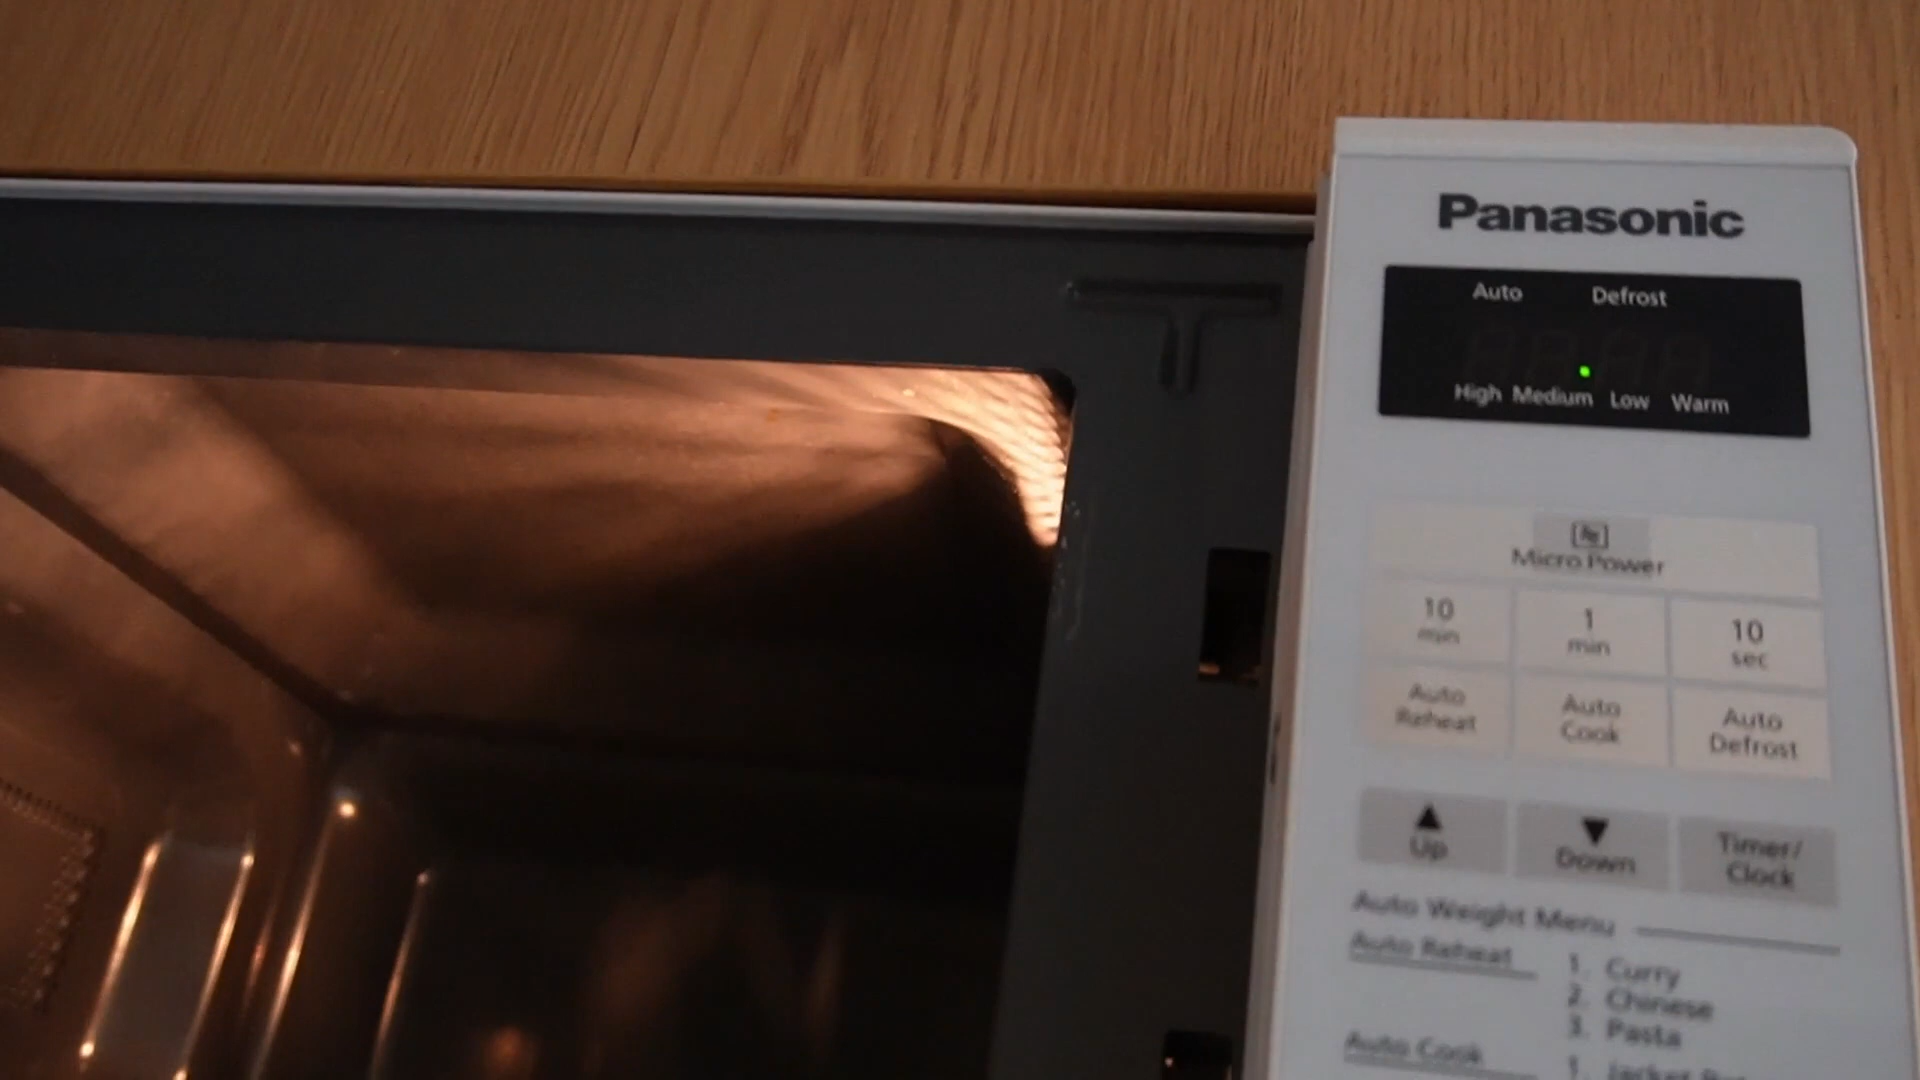 Panasonic
Auto Defrost
High Medium Low Warm
Micro Power
10 min
1 min
10 sec
Auto Reheat
Auto Cook
Auto Defrost
▲ Up
▼ Down
Timer/ Clock
Auto Weight Menu
Auto Reheat
1. Curry
2. Chinese
3. Pasta
Auto Cook
1. Jacket